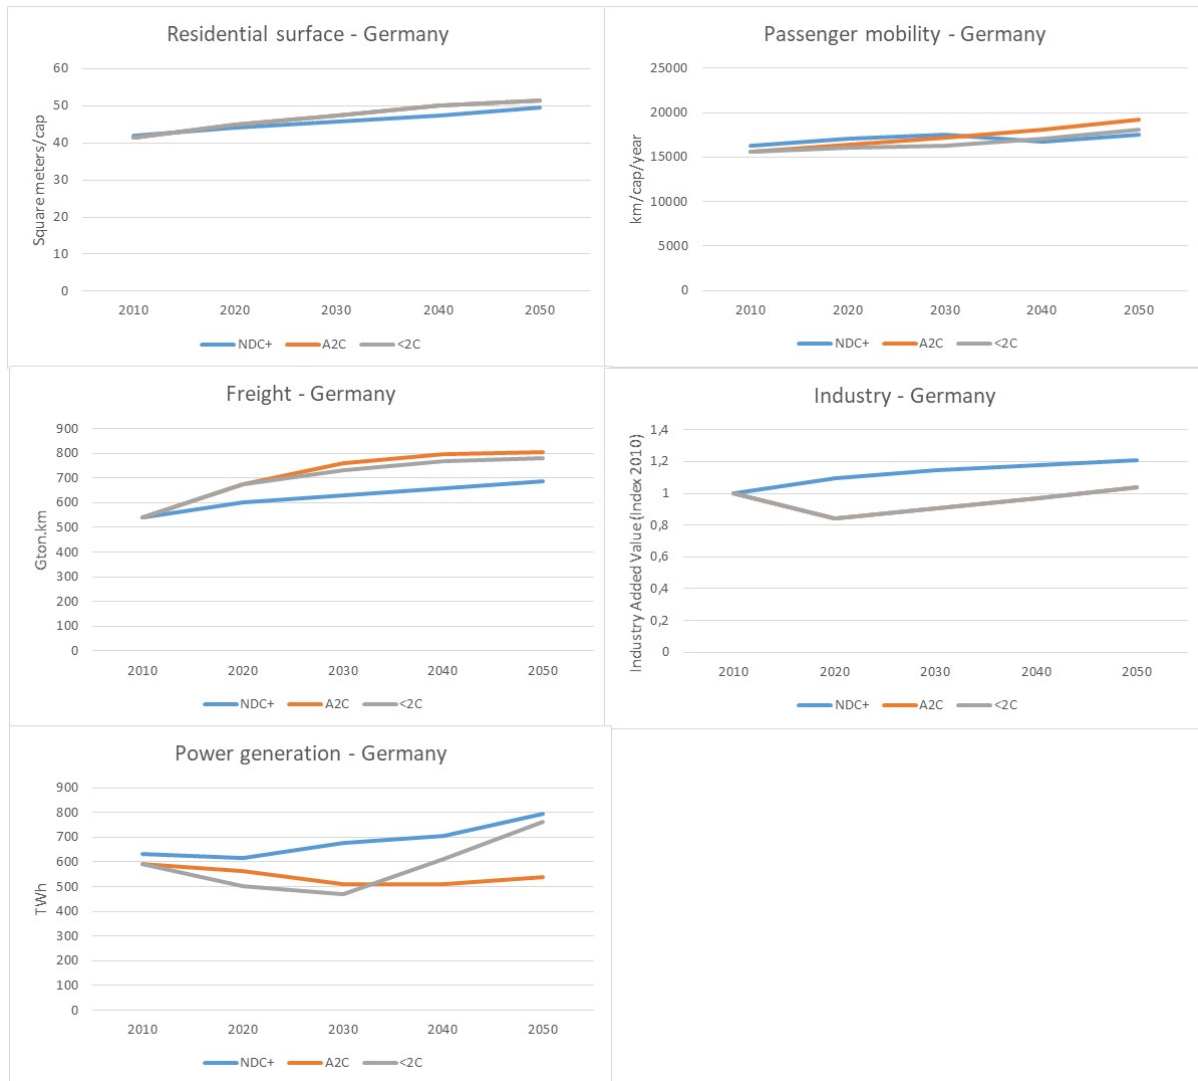 Residential surface - Germany
Square meters/cap
60
50
40
30
20
10
0
2010 2020 2030 2040 2050
NDC+ A2C <2C
Passenger mobility - Germany
km/cap/year
25000
20000
15000
10000
5000
0
2010 2020 2030 2040 2050
NDC+ A2C <2C
Freight - Germany
Gton.km
900
800
700
600
500
400
300
200
100
0
2010 2020 2030 2040 2050
NDC+ A2C <2C
Industry - Germany
Industry Added Value (Index 2010)
1,4
1,2
1
0,8
0,6
0,4
0,2
0
2010 2020 2030 2040 2050
NDC+ A2C <2C
Power generation - Germany
TWh
900
800
700
600
500
400
300
200
100
0
2010 2020 2030 2040 2050
NDC+ A2C <2C